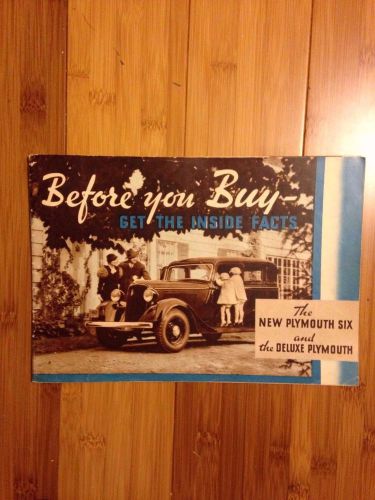 Before you Buy—
GET THE INSIDE FACTS
The
NEW PLYMOUTH SIX
and
the DELUXE PLYMOUTH